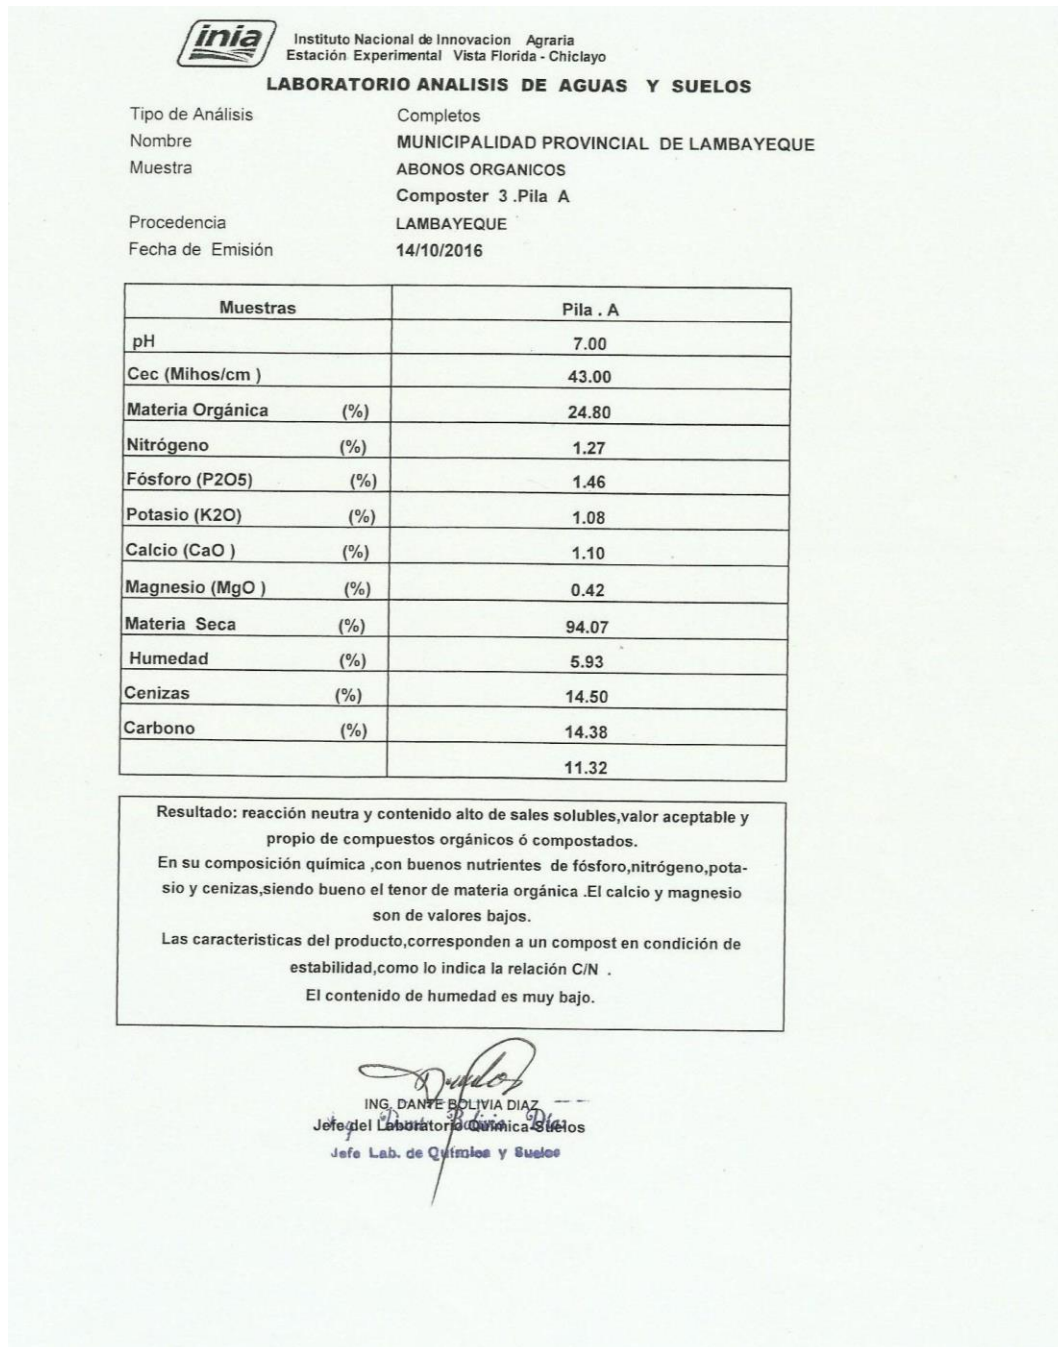 inia
Instituto Nacional de Innovacion Agraria
Estación Experimental Vista Florida - Chiclayo
LABORATORIO ANALISIS DE AGUAS Y SUELOS
Tipo de Análisis Completos
Nombre MUNICIPALIDAD PROVINCIAL DE LAMBAYEQUE
Muestra ABONOS ORGANICOS
Composter 3 .Pila A
Procedencia LAMBAYEQUE
Fecha de Emisión 14/10/2016
Muestras Pila . A
pH 7.00
Cec (Mihos/cm ) 43.00
Materia Orgánica (%) 24.80
Nitrógeno (%) 1.27
Fósforo (P2O5) (%) 1.46
Potasio (K2O) (%) 1.08
Calcio (CaO ) (%) 1.10
Magnesio (MgO ) (%) 0.42
Materia Seca (%) 94.07
Humedad (%) 5.93
Cenizas (%) 14.50
Carbono (%) 14.38
11.32
Resultado: reacción neutra y contenido alto de sales solubles,valor aceptable y
propio de compuestos orgánicos ó compostados.
En su composición química ,con buenos nutrientes de fósforo,nitrógeno,pota-
sio y cenizas,siendo bueno el tenor de materia orgánica .El calcio y magnesio
son de valores bajos.
Las caracteristicas del producto,corresponden a un compost en condición de
estabilidad,como lo indica la relación C/N .
El contenido de humedad es muy bajo.
ING. DANTE BOLIVIA DIAZ
Jefe del Laboratorio Química-Suelos
Ing. Dante Bolivia Díaz
Jefe Lab. de Química y Suelos